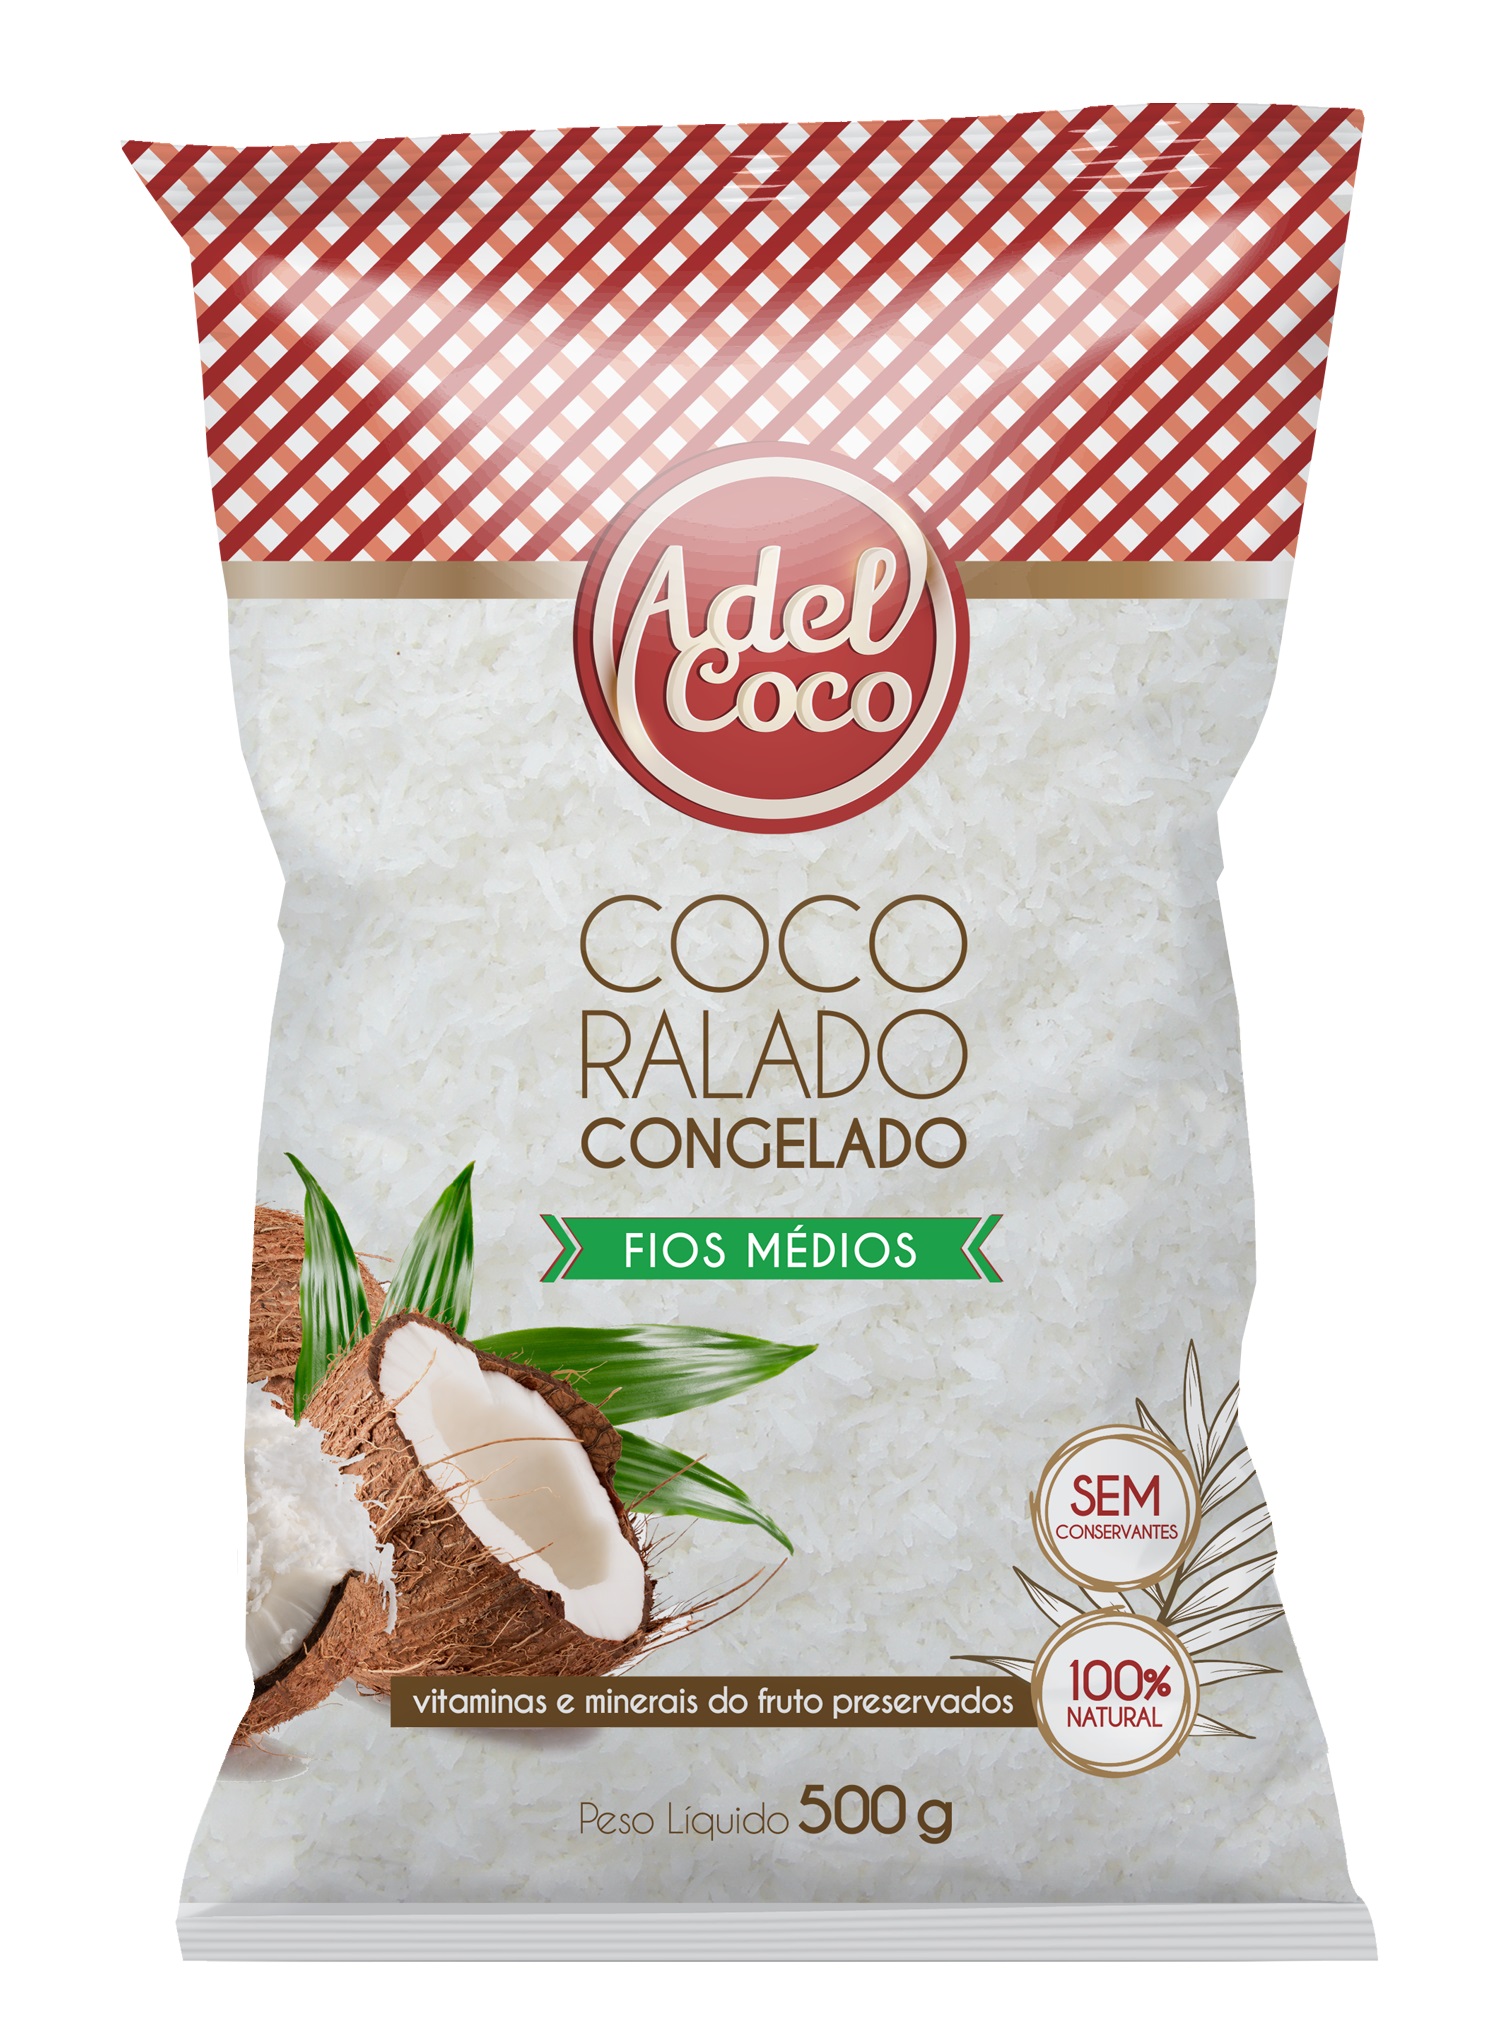 Adel
Coco
COCO
RALADO
CONGELADO
FIOS MÉDIOS
SEM
CONSERVANTES
100%
NATURAL
vitaminas e minerais do fruto preservados
Peso Líquido 500 g